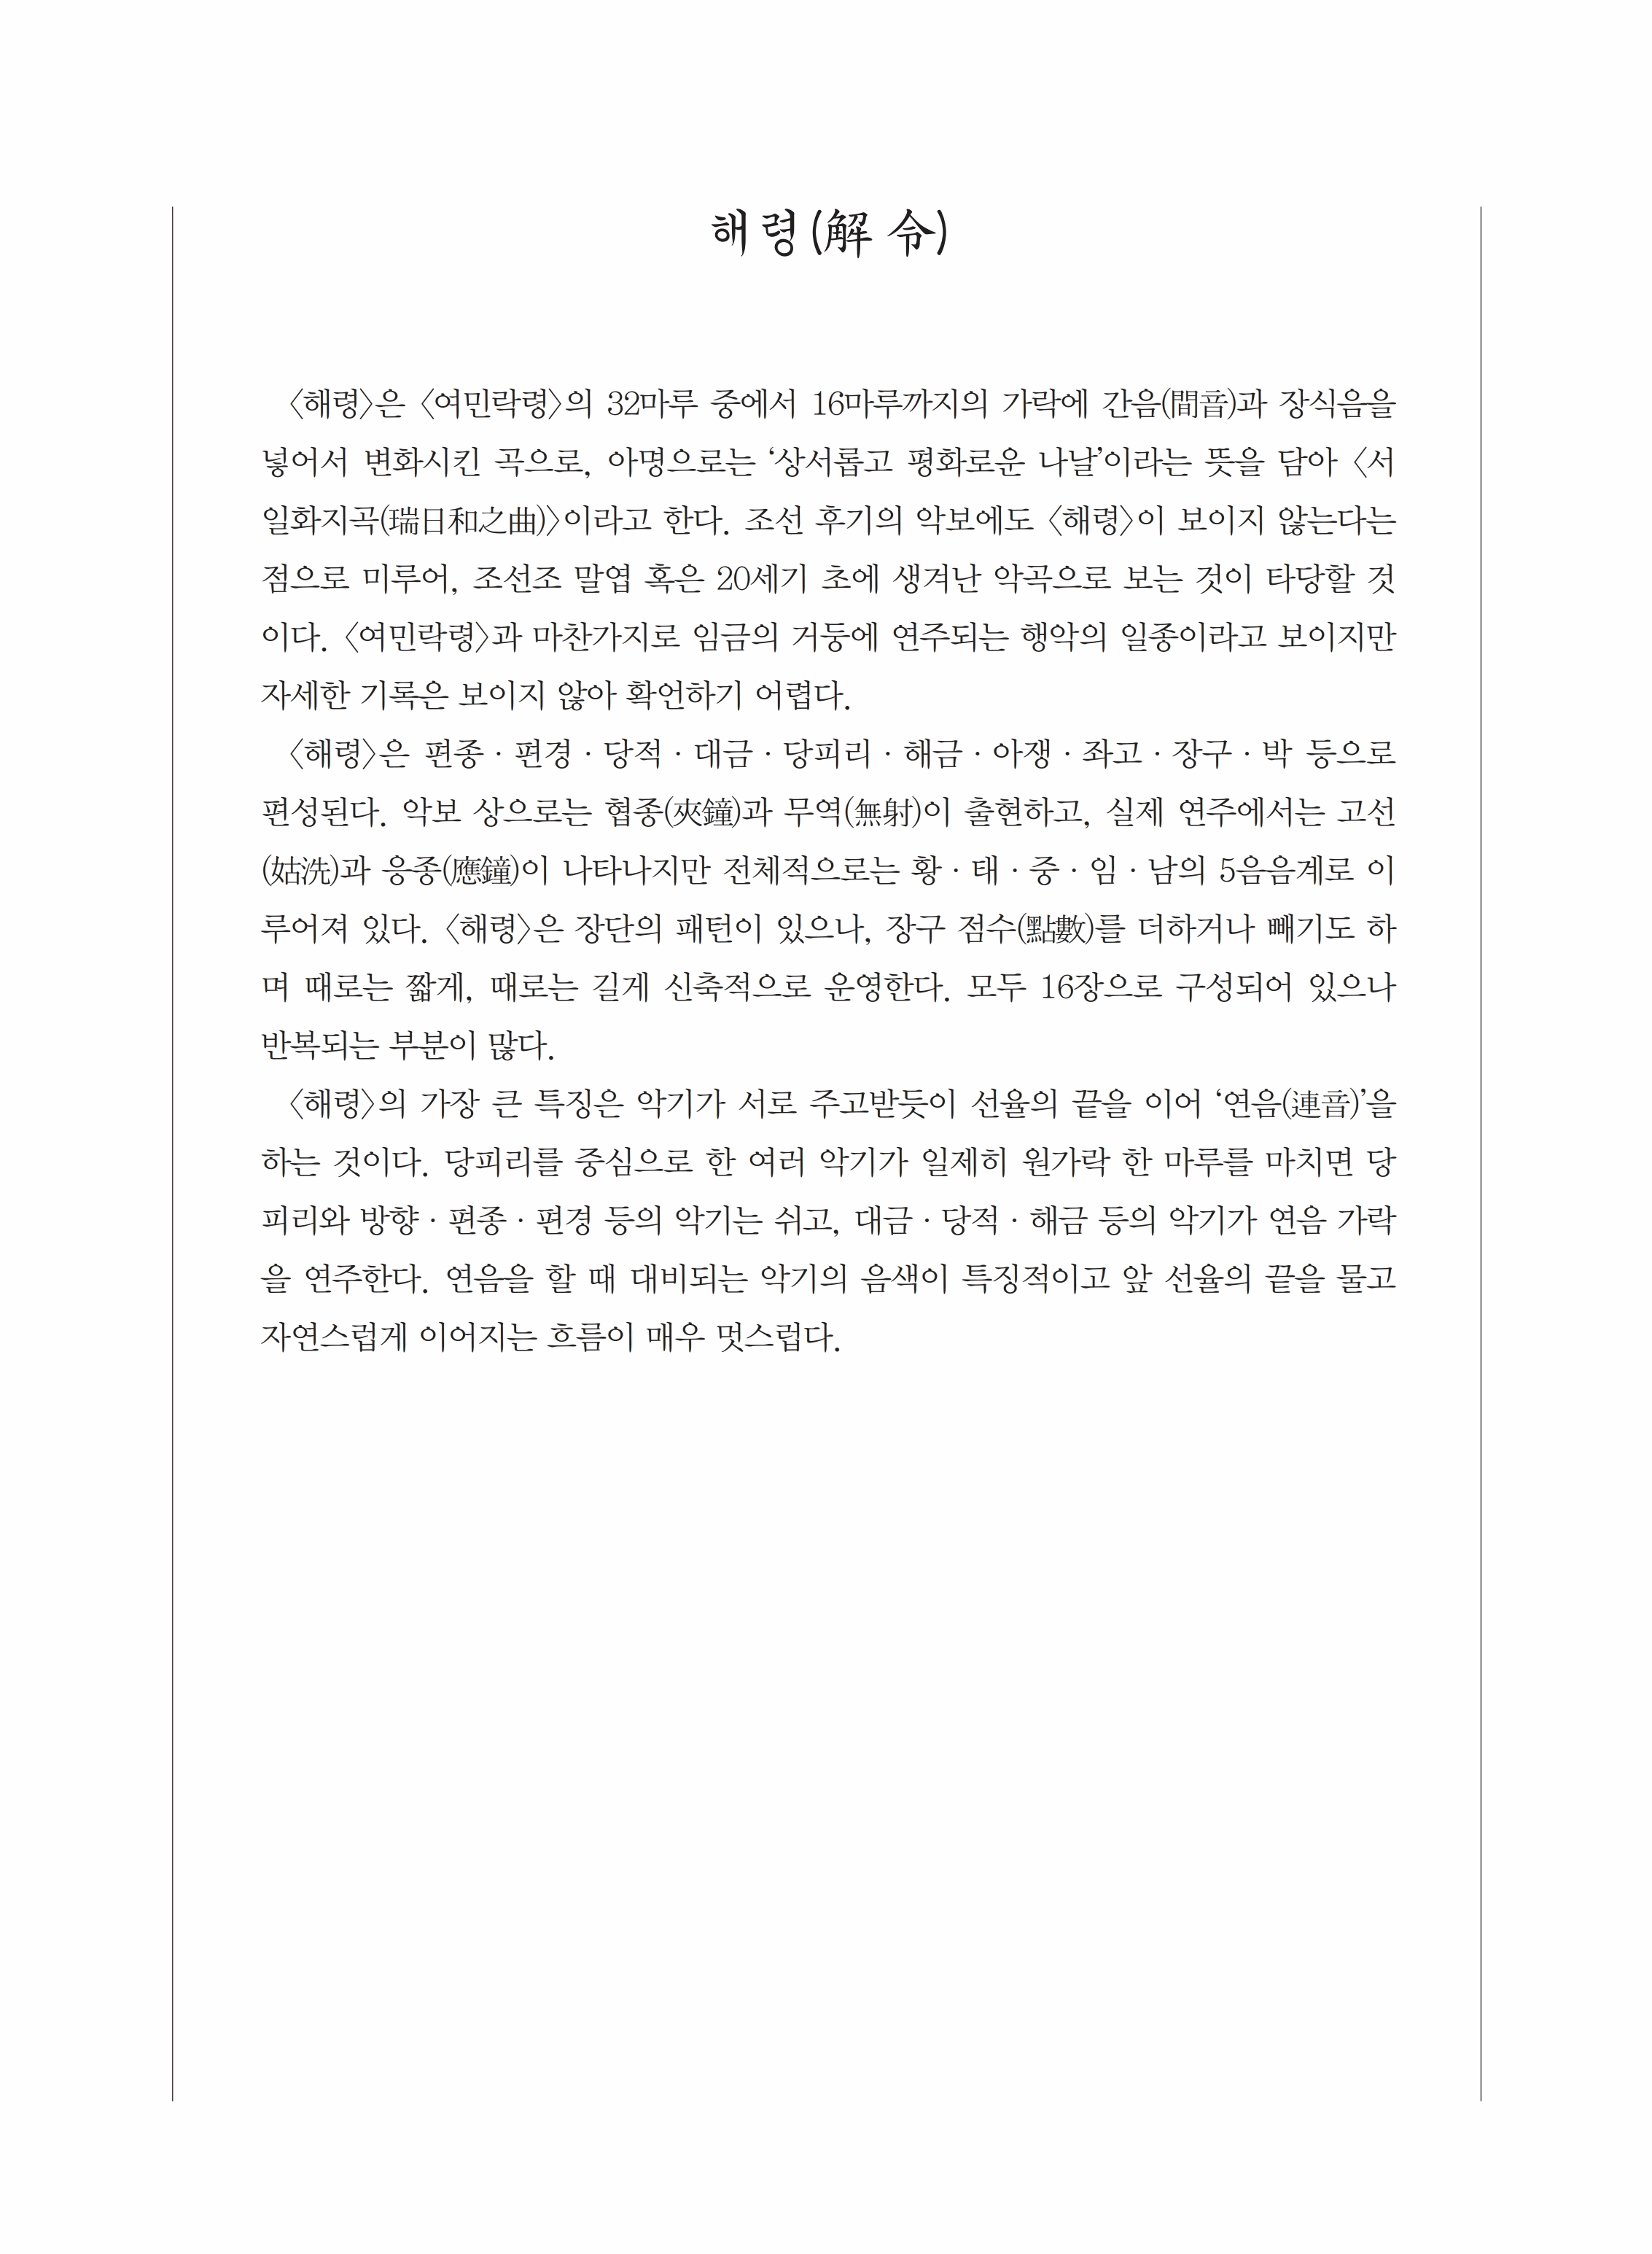 해령(解令)
〈해령〉은 〈여민락령〉의 32마루 중에서 16마루까지의 가락에 간음(間音)과 장식음을
넣어서 변화시킨 곡으로, 아명으로는 ‘상서롭고 평화로운 나날’이라는 뜻을 담아 〈서
일화지곡(瑞日和之曲)〉이라고 한다. 조선 후기의 악보에도 〈해령〉이 보이지 않는다는
점으로 미루어, 조선조 말엽 혹은 20세기 초에 생겨난 악곡으로 보는 것이 타당할 것
이다. 〈여민락령〉과 마찬가지로 임금의 거둥에 연주되는 행악의 일종이라고 보이지만
자세한 기록은 보이지 않아 확언하기 어렵다.
〈해령〉은 편종·편경·당적·대금·당피리·해금·아쟁·좌고·장구·박 등으로
편성된다. 악보 상으로는 협종(夾鐘)과 무역(無射)이 출현하고, 실제 연주에서는 고선
(姑洗)과 응종(應鐘)이 나타나지만 전체적으로는 황·태·중·임·남의 5음음계로 이
루어져 있다. 〈해령〉은 장단의 패턴이 있으나, 장구 점수(點數)를 더하거나 빼기도 하
며 때로는 짧게, 때로는 길게 신축적으로 운영한다. 모두 16장으로 구성되어 있으나
반복되는 부분이 많다.
〈해령〉의 가장 큰 특징은 악기가 서로 주고받듯이 선율의 끝을 이어 ‘연음(連音)’을
하는 것이다. 당피리를 중심으로 한 여러 악기가 일제히 원가락 한 마루를 마치면 당
피리와 방향·편종·편경 등의 악기는 쉬고, 대금·당적·해금 등의 악기가 연음 가락
을 연주한다. 연음을 할 때 대비되는 악기의 음색이 특징적이고 앞 선율의 끝을 물고
자연스럽게 이어지는 흐름이 매우 멋스럽다.